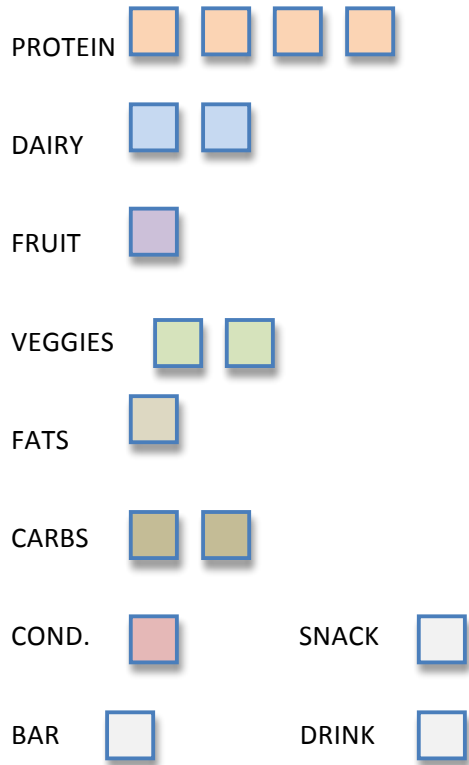 PROTEIN
DAIRY
FRUIT
VEGGIES
FATS
CARBS
COND. SNACK
BAR DRINK